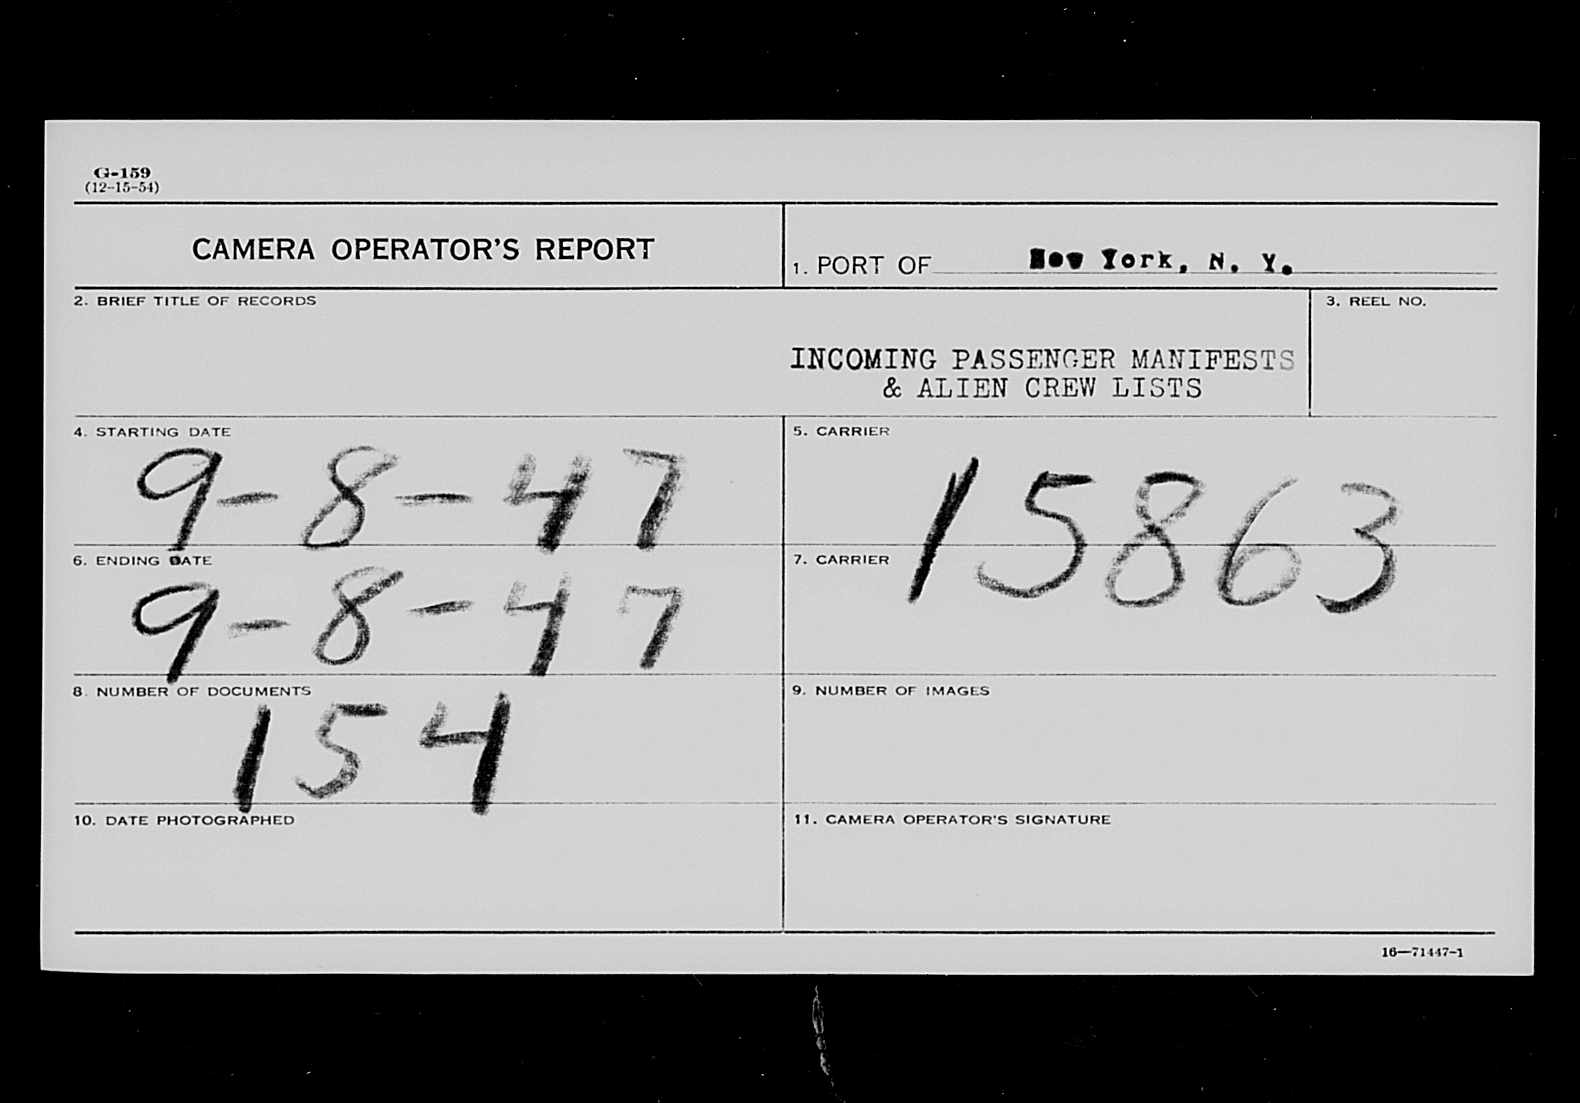 G-159
(12-15-54)
CAMERA OPERATOR'S REPORT
1. PORT OF New York, N. Y.
2. BRIEF TITLE OF RECORDS
3. REEL NO.
INCOMING PASSENGER MANIFESTS
& ALIEN CREW LISTS
4. STARTING DATE
9-8-47
5. CARRIER
15863
6. ENDING DATE
9-8-47
7. CARRIER
8. NUMBER OF DOCUMENTS
154
9. NUMBER OF IMAGES
10. DATE PHOTOGRAPHED
11. CAMERA OPERATOR'S SIGNATURE
16—71447-1